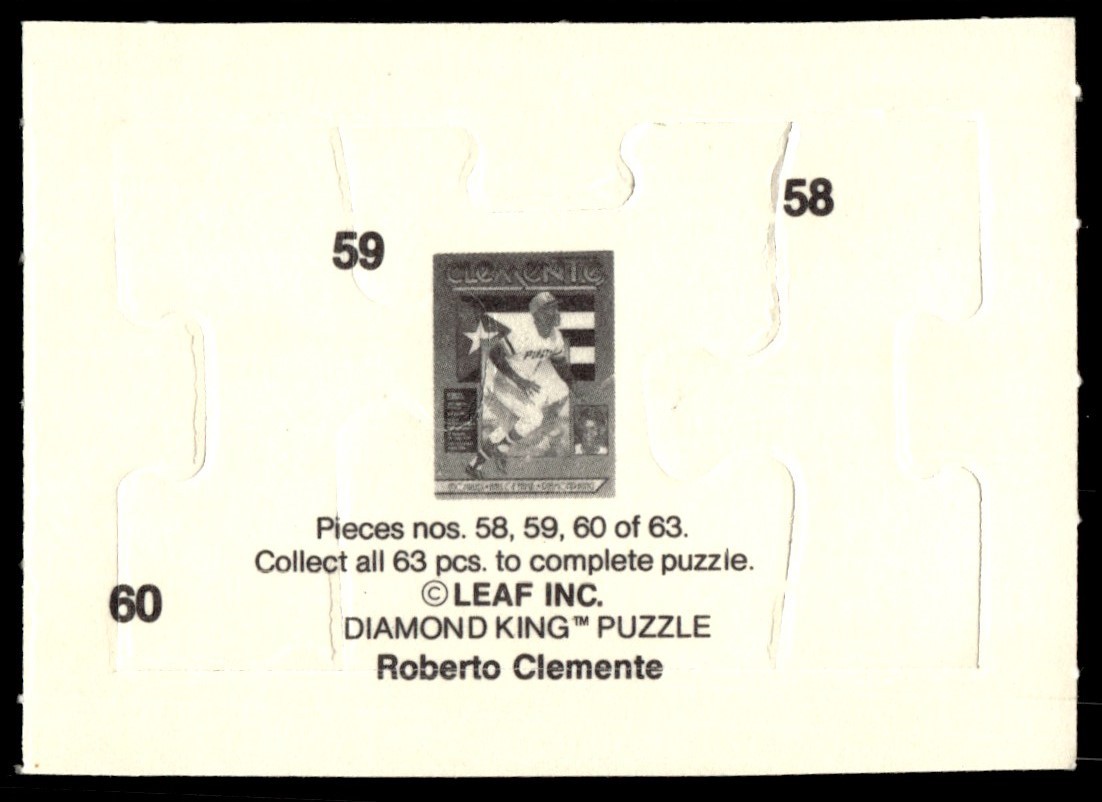 58
59
CLEMENTE
PIRATES
Pieces nos. 58, 59, 60 of 63.
Collect all 63 pcs. to complete puzzle.
60
© LEAF INC.
DIAMOND KING™ PUZZLE
Roberto Clemente